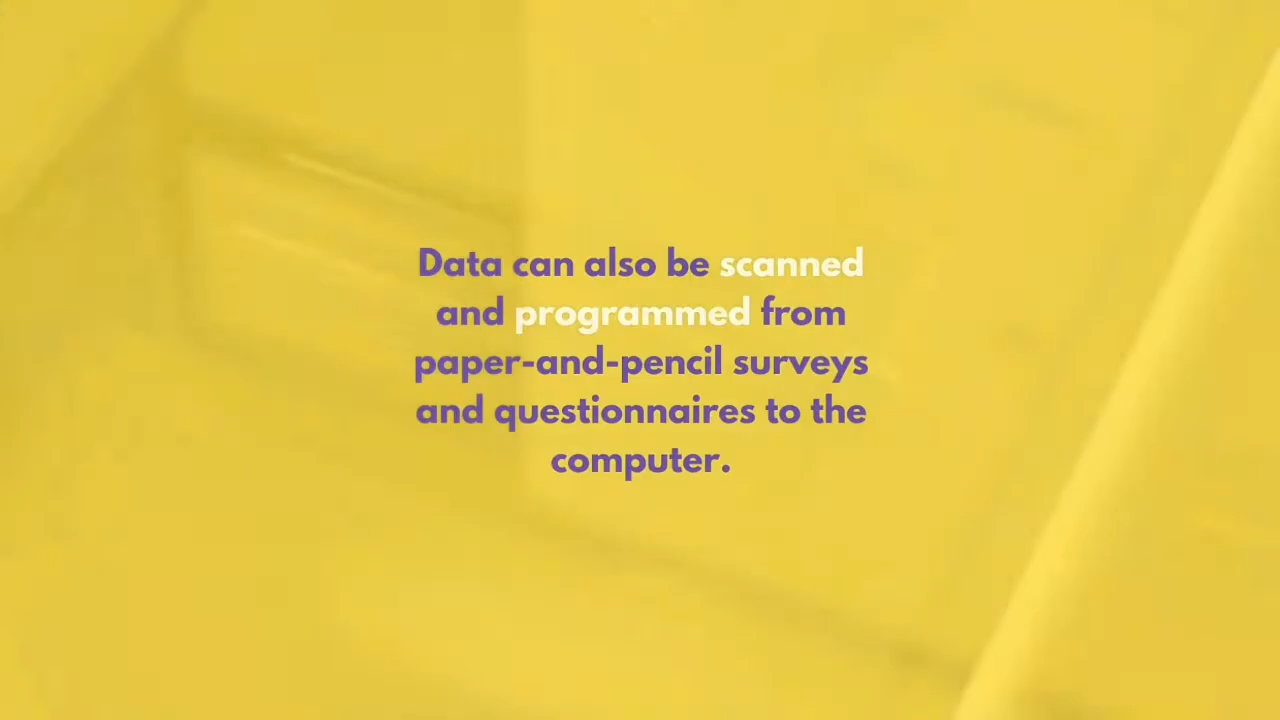 Data can also be scanned
and programmed from
paper-and-pencil surveys
and questionnaires to the
computer.